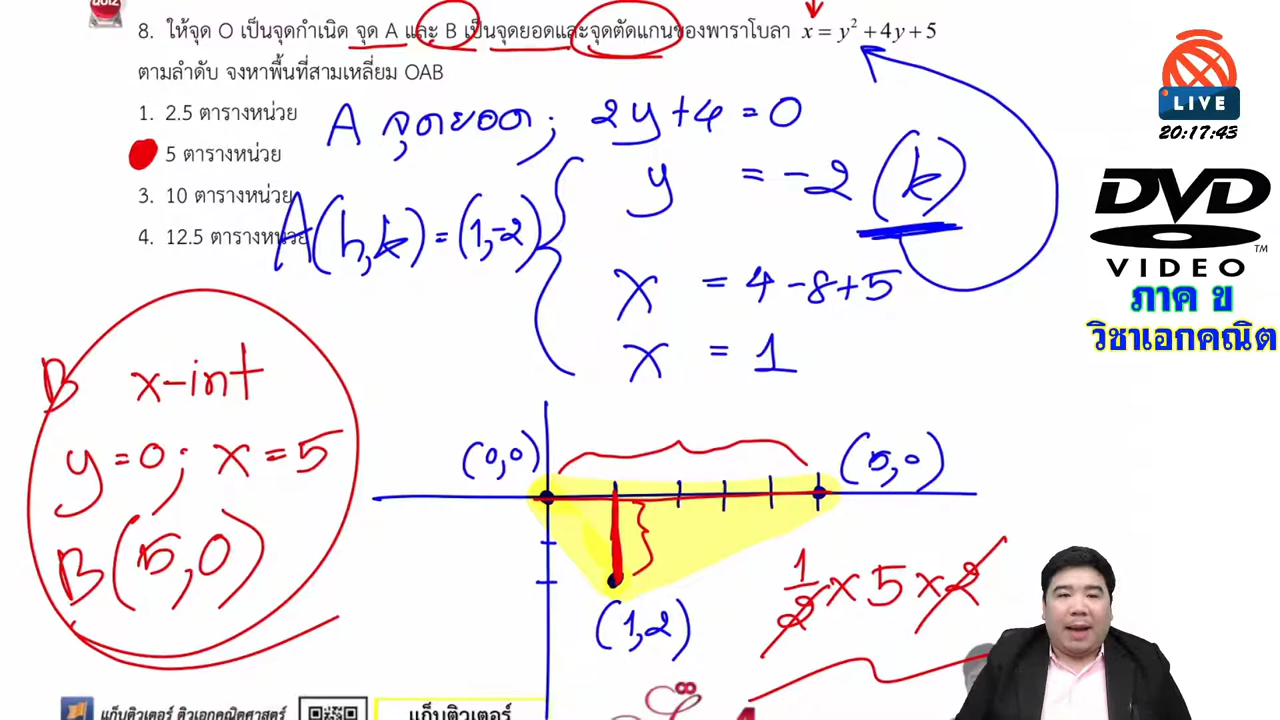 QUIZ
8. ให้จุด O เป็นจุดกำเนิด จุด A และ B เป็นจุดยอดและจุดตัดแกนของพาราโบลา x = y² + 4y + 5
ตามลำดับ จงหาพื้นที่สามเหลี่ยม OAB
1. 2.5 ตารางหน่วย
5 ตารางหน่วย
3. 10 ตารางหน่วย
4. 12.5 ตารางหน่วย
A จุดยอด; 2y+4 = 0
y = -2 (k)
A(h,k) = (1,-2)
x = 4-8+5
x = 1
B x-int
y=0; x=5
B(5,0)
(0,0)
(5,0)
(1,2)
1/2 x 5 x 2
LIVE
20:17:43
DVD
VIDEO
TM
ภาค ข
วิชาเอกคณิต
แก็บติวเตอร์ ติวเอกคณิตศาสตร์
แก็บติวเตอร์